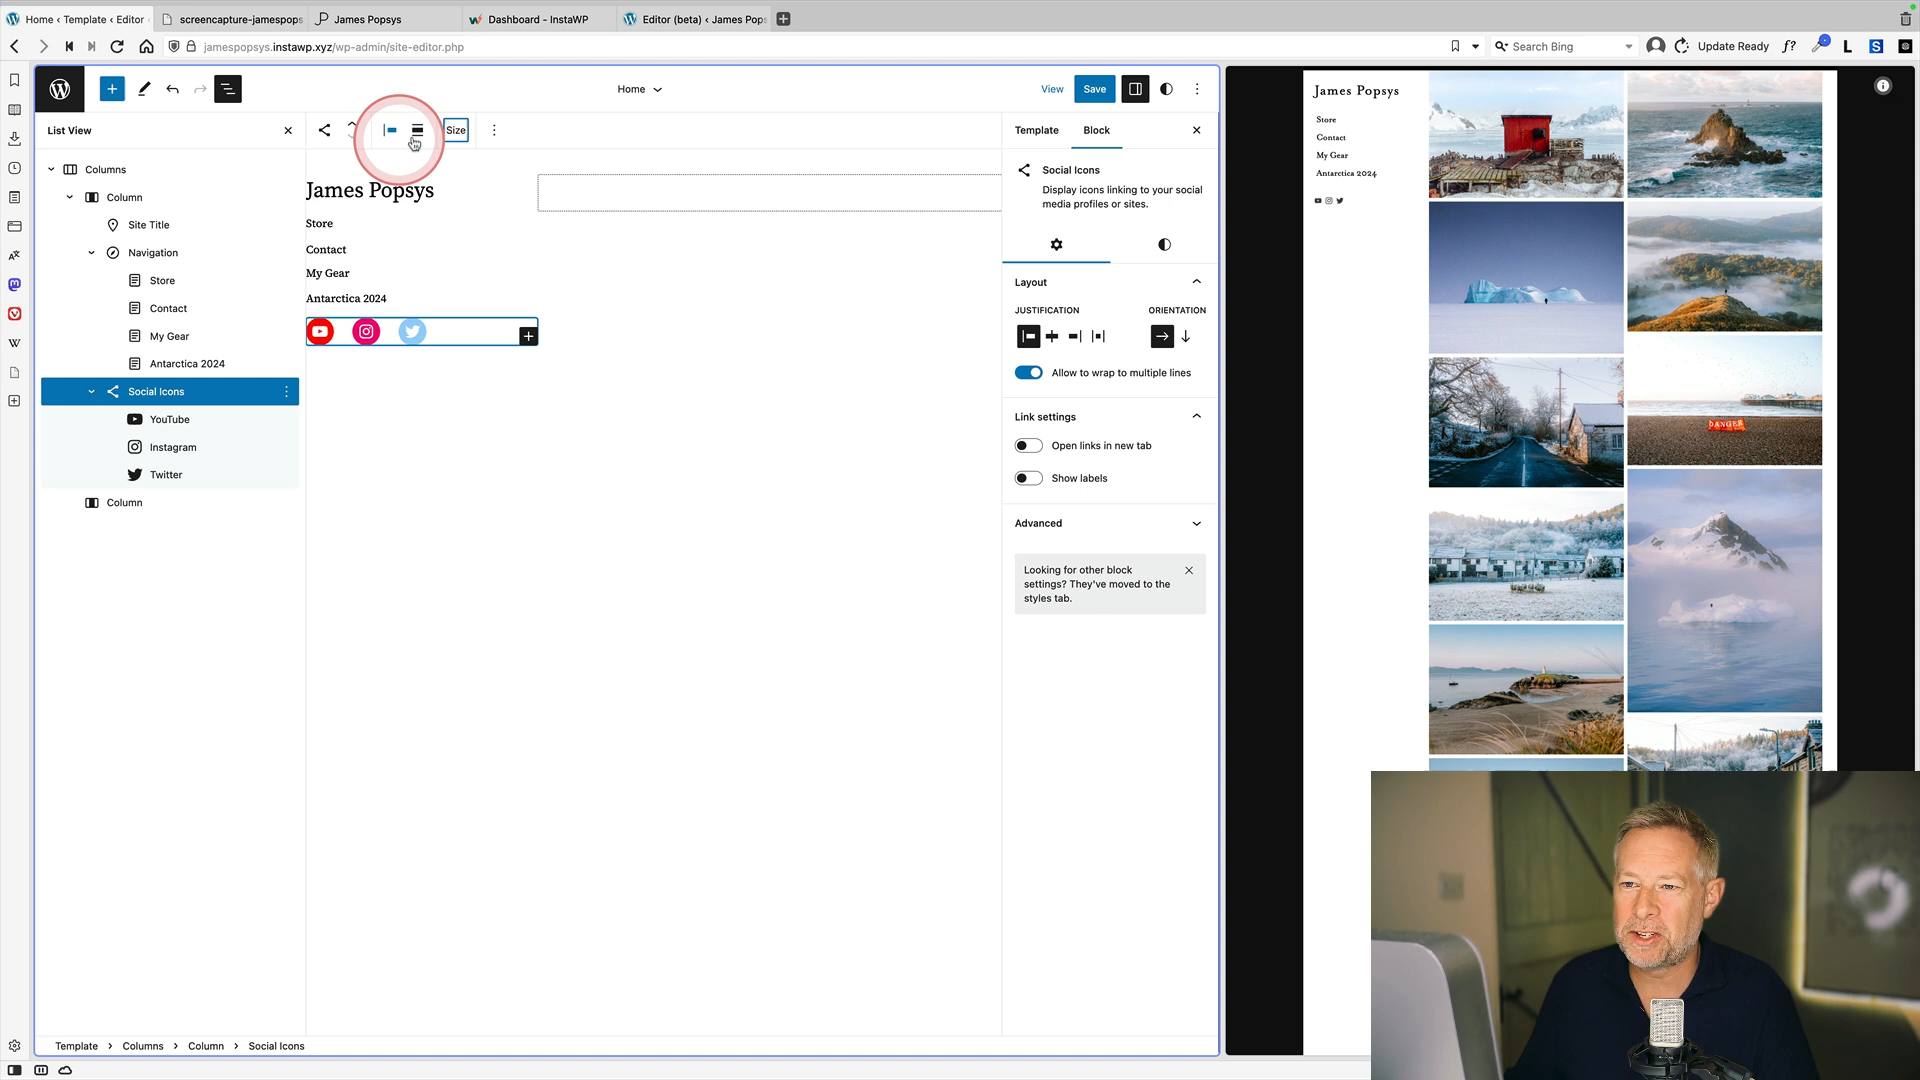 Home ‹ Template ‹ Editor
screencapture-jamespops
James Popsys
Dashboard - InstaWP
Editor (beta) ‹ James Pops
jamespopsys.instawp.xyz/wp-admin/site-editor.php
Search Bing
Update Ready
f?
L
S
Home
View
Save
List View
Size
Template
Block
Columns
Column
Site Title
Navigation
Store
Contact
My Gear
Antarctica 2024
Social Icons
YouTube
Instagram
Twitter
Column
James Popsys
Store
Contact
My Gear
Antarctica 2024
Social Icons
Display icons linking to your social
media profiles or sites.
Layout
JUSTIFICATION
ORIENTATION
Allow to wrap to multiple lines
Link settings
Open links in new tab
Show labels
Advanced
Looking for other block
settings? They've moved to the
styles tab.
James Popsys
Store
Contact
My Gear
Antarctica 2024
DANGER
Template › Columns › Column › Social Icons